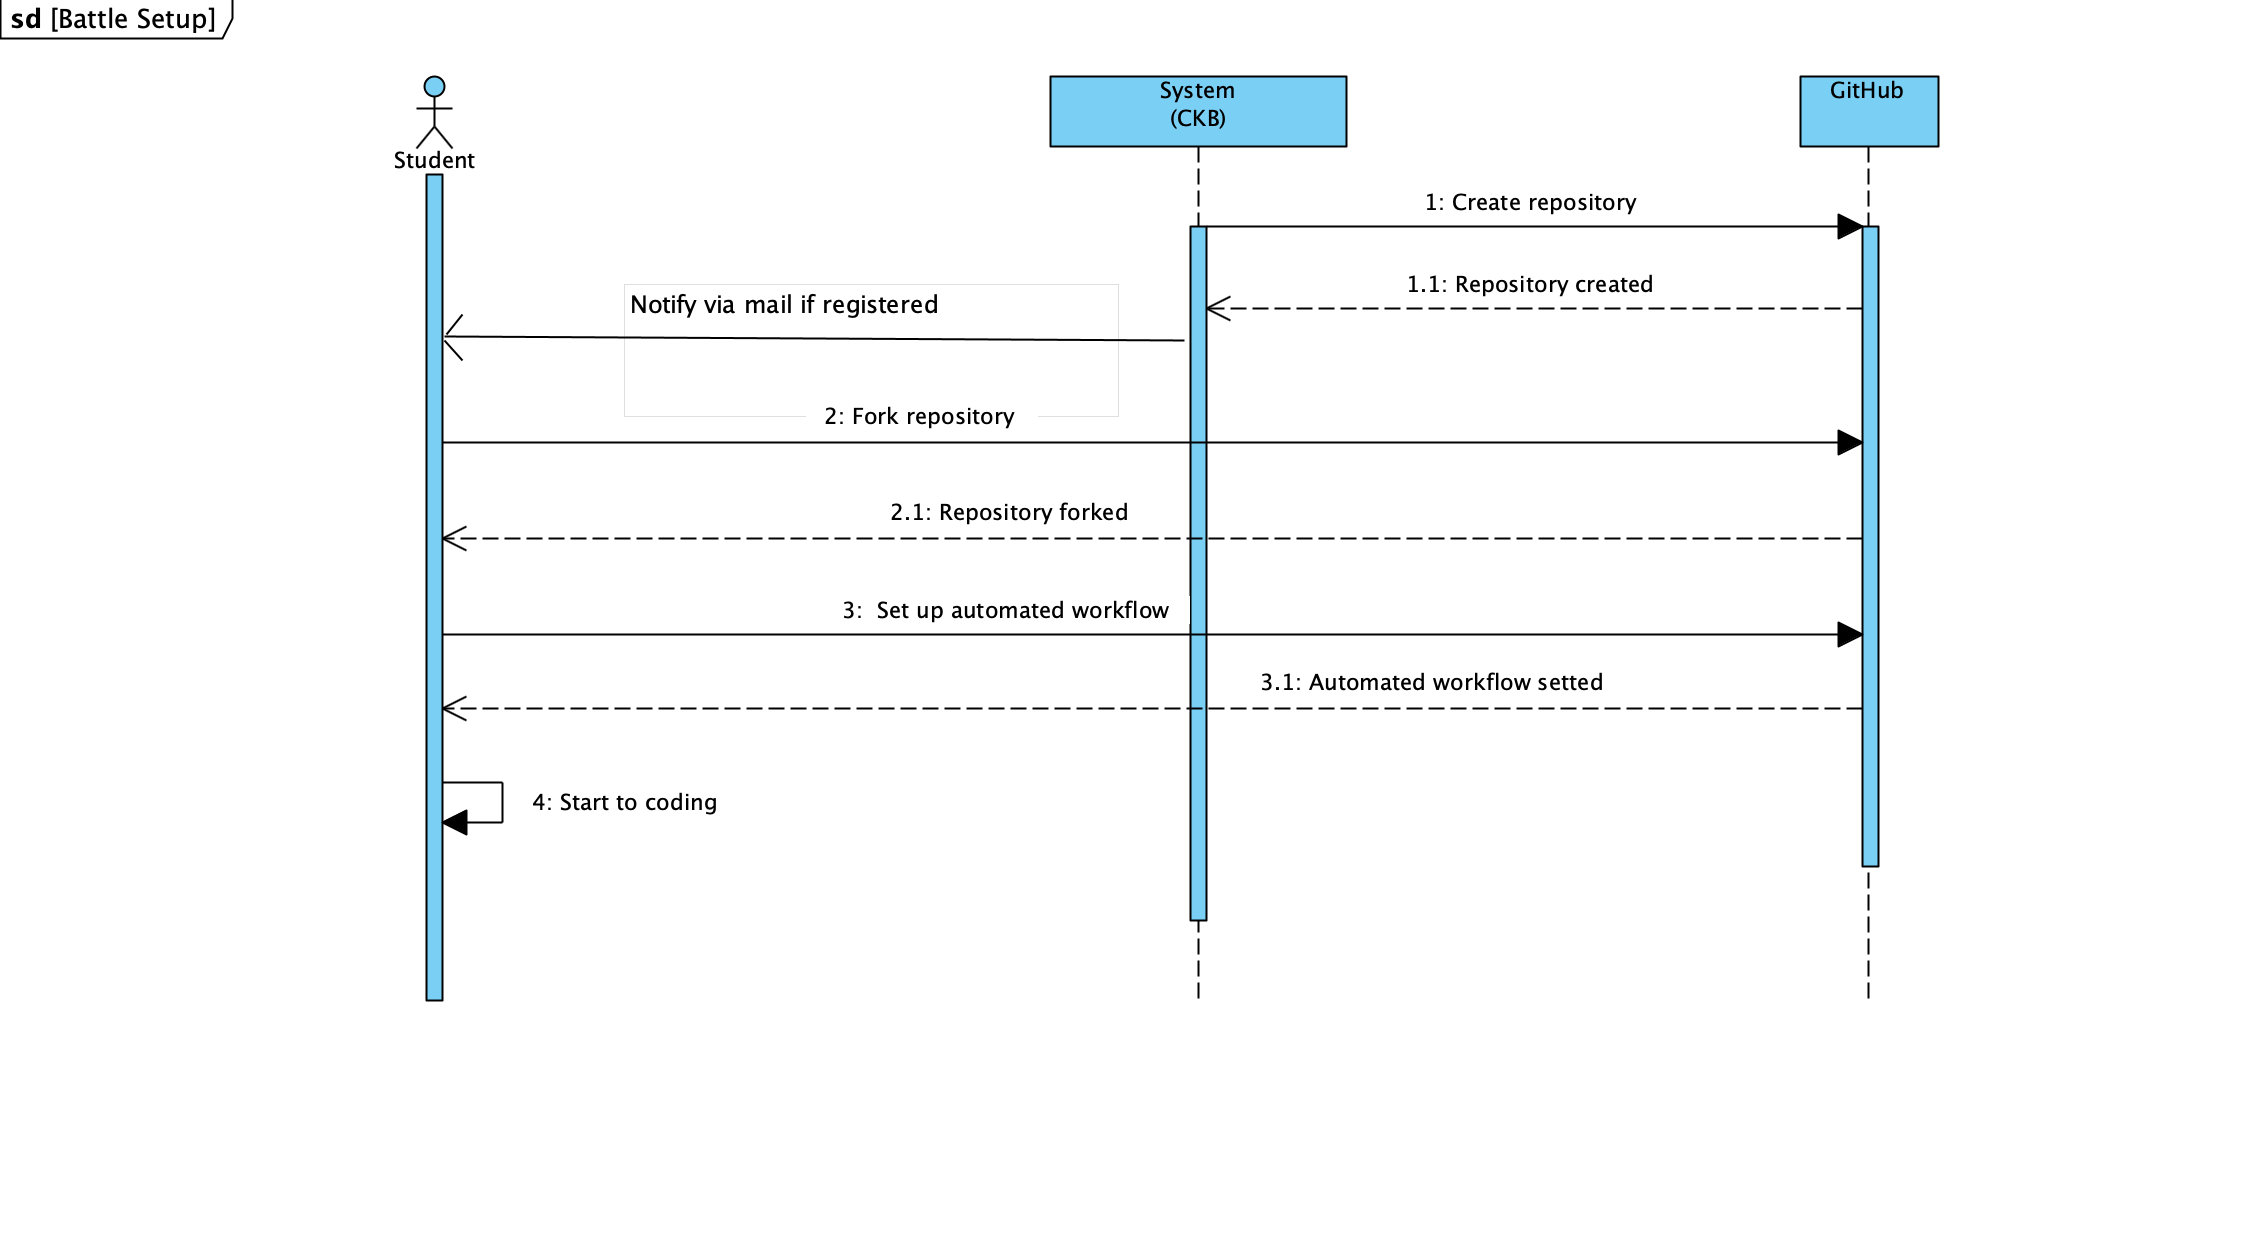 sd [Battle Setup]
Student
System
(CKB)
GitHub
1: Create repository
1.1: Repository created
Notify via mail if registered
2: Fork repository
2.1: Repository forked
3:  Set up automated workflow
3.1: Automated workflow setted
4: Start to coding